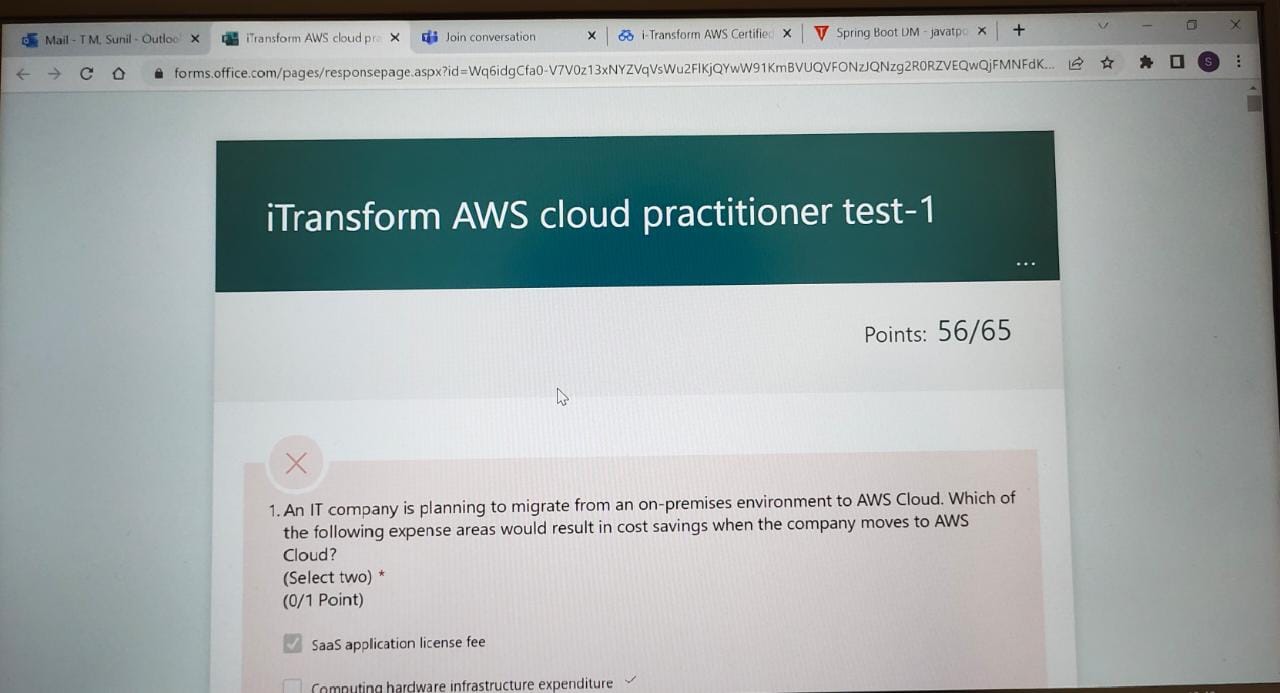 Mail - T M, Sunil - Outloo
iTransform AWS cloud pra
Join conversation
i-Transform AWS Certified
Spring Boot DM - javatpo
forms.office.com/pages/responsepage.aspx?id=
S
iTransform AWS cloud practitioner test-1
...
Points: 56/65
1. An IT company is planning to migrate from an on-premises environment to AWS Cloud. Which of
the following expense areas would result in cost savings when the company moves to AWS
Cloud?
(Select two) *
(0/1 Point)
SaaS application license fee
Computing hardware infrastructure expenditure